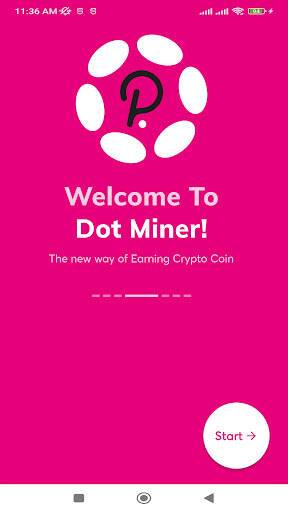 11:36 AM
Welcome To
Dot Miner!
The new way of Earning Crypto Coin
Start →